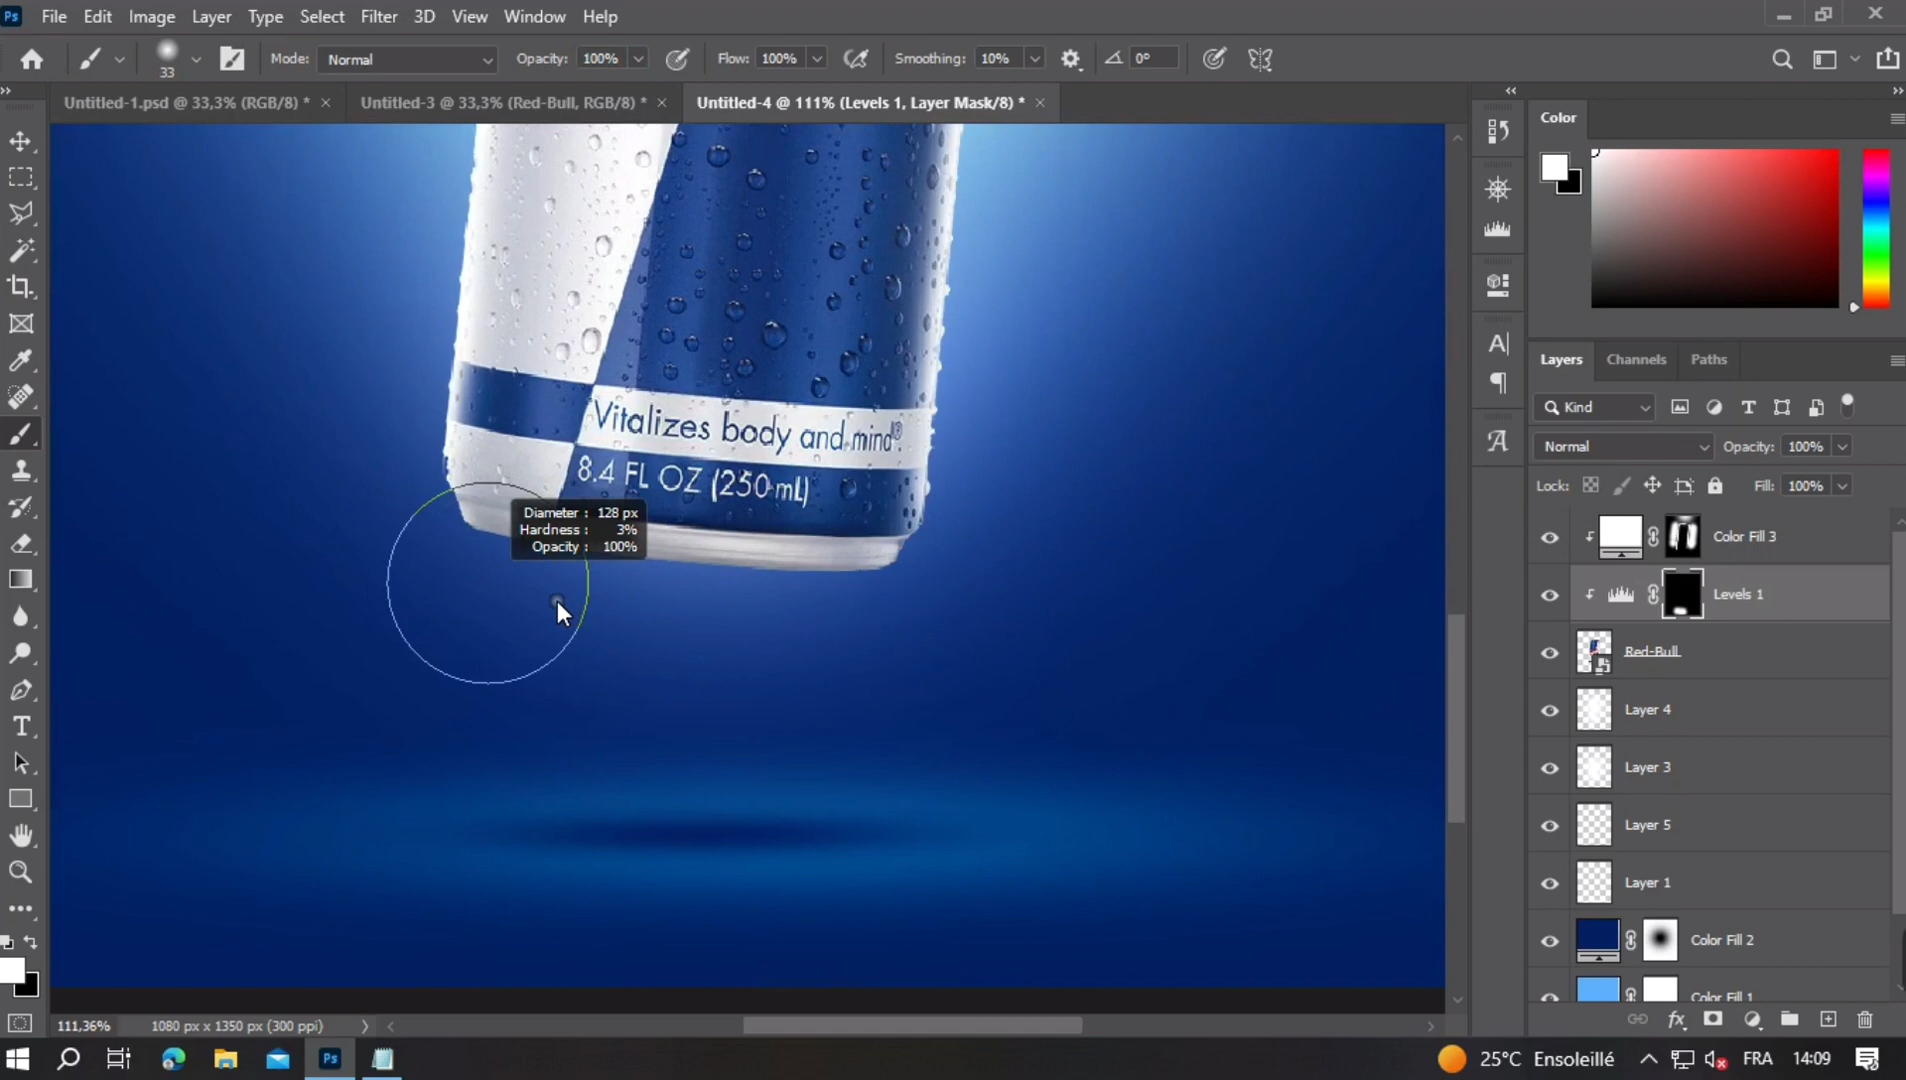 Ps File Edit Image Layer Type Select Filter 3D View Window Help
33 Mode: Normal Opacity: 100% Flow: 100% Smoothing: 10% 0°
Untitled-1.psd @ 33,3% (RGB/8) * × Untitled-3 @ 33,3% (Red-Bull, RGB/8) * × Untitled-4 @ 111% (Levels 1, Layer Mask/8) * ×
Color
Layers Channels Paths
Kind
Normal Opacity: 100%
Lock: Fill: 100%
Vitalizes body and mind®.
8.4 FL OZ (250 mL)
Diameter : 128 px
Hardness : 3%
Opacity : 100%
Color Fill 3
Levels 1
Red-Bull
Layer 4
Layer 3
Layer 5
Layer 1
Color Fill 2
Color Fill 1
111,36% 1080 px x 1350 px (300 ppi)
Ps 25°C Ensoleillé FRA 14:09